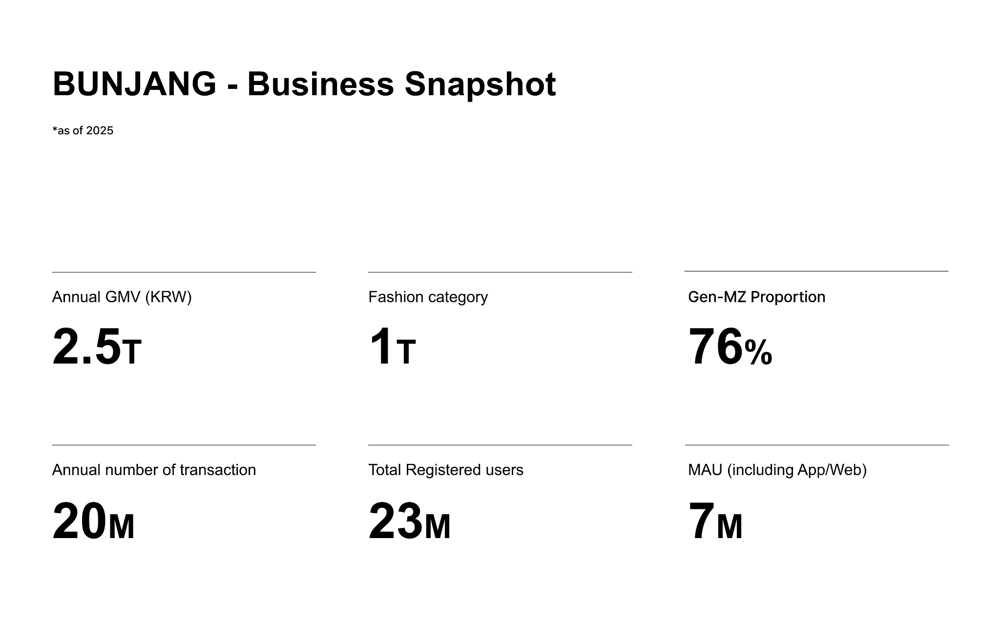 BUNJANG - Business Snapshot
*as of 2025
Annual GMV (KRW)
2.5T
Fashion category
1T
Gen-MZ Proportion
76%
Annual number of transaction
20M
Total Registered users
23M
MAU (including App/Web)
7M